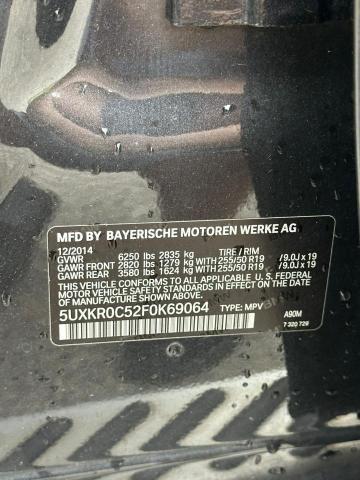 MFD BY BAYERISCHE MOTOREN WERKE AG
12/2014 TIRE/RIM
GVWR 6250 lbs 2835 kg
GAWR FRONT 2820 lbs 1279 kg WITH 255/50 R19 /9.0J x 19
GAWR REAR 3580 lbs 1624 kg WITH 255/50 R19 /9.0J x 19
THIS VEHICLE CONFORMS TO ALL APPLICABLE U.S. FEDERAL
MOTOR VEHICLE SAFETY STANDARDS IN EFFECT ON THE DATE
OF MANUFACTURE SHOWN ABOVE.
5UXKR0C52F0K69064 TYPE: MPV A90M
7 320 726